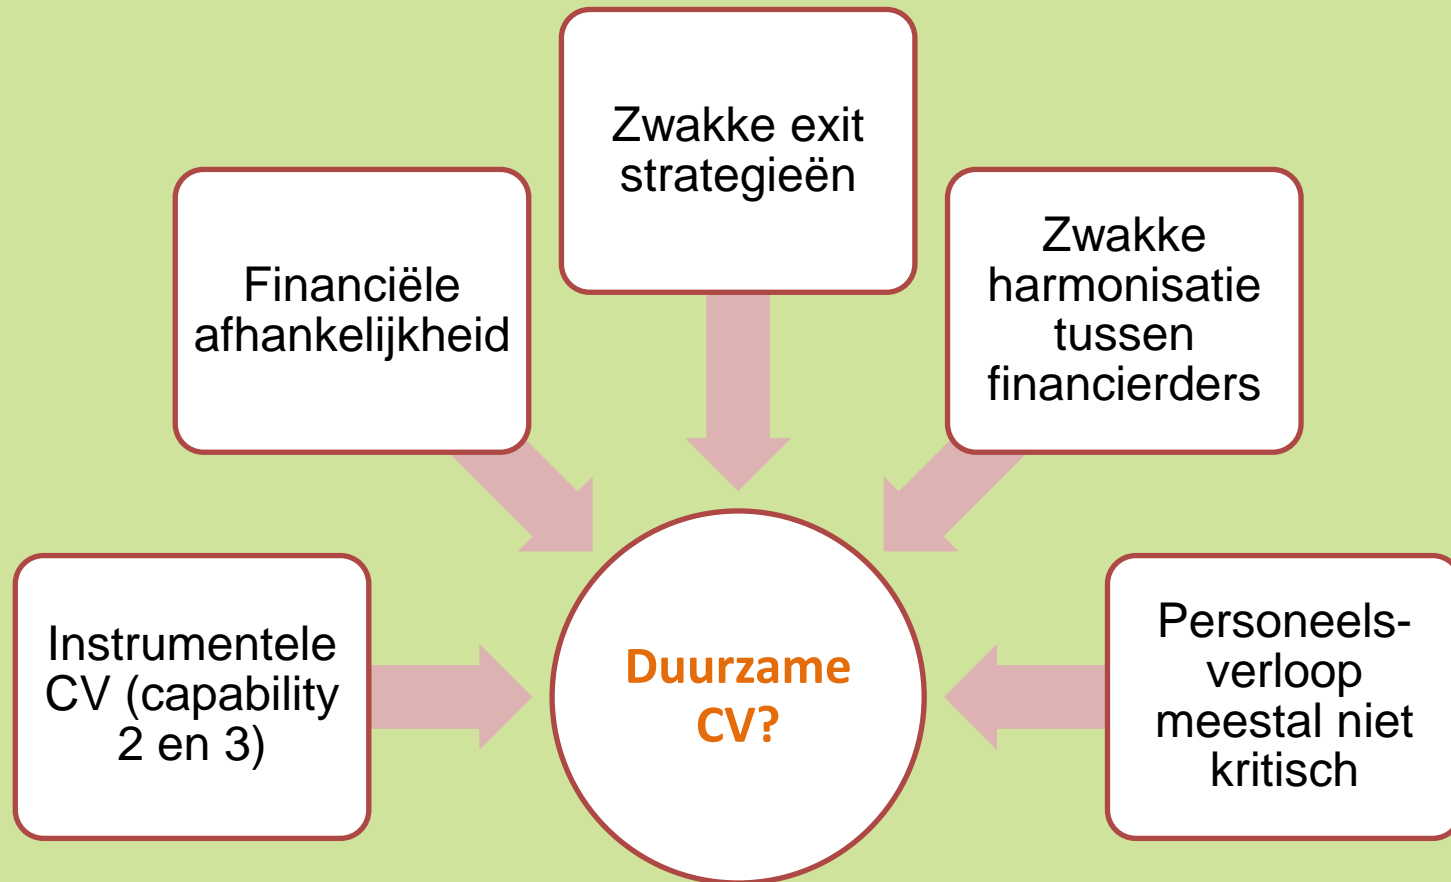 Zwakke exit
strategieën
Financiële
afhankelijkheid
Zwakke
harmonisatie
tussen
financierders
Instrumentele
CV (capability
2 en 3)
Duurzame
CV?
Personeels-
verloop
meestal niet
kritisch